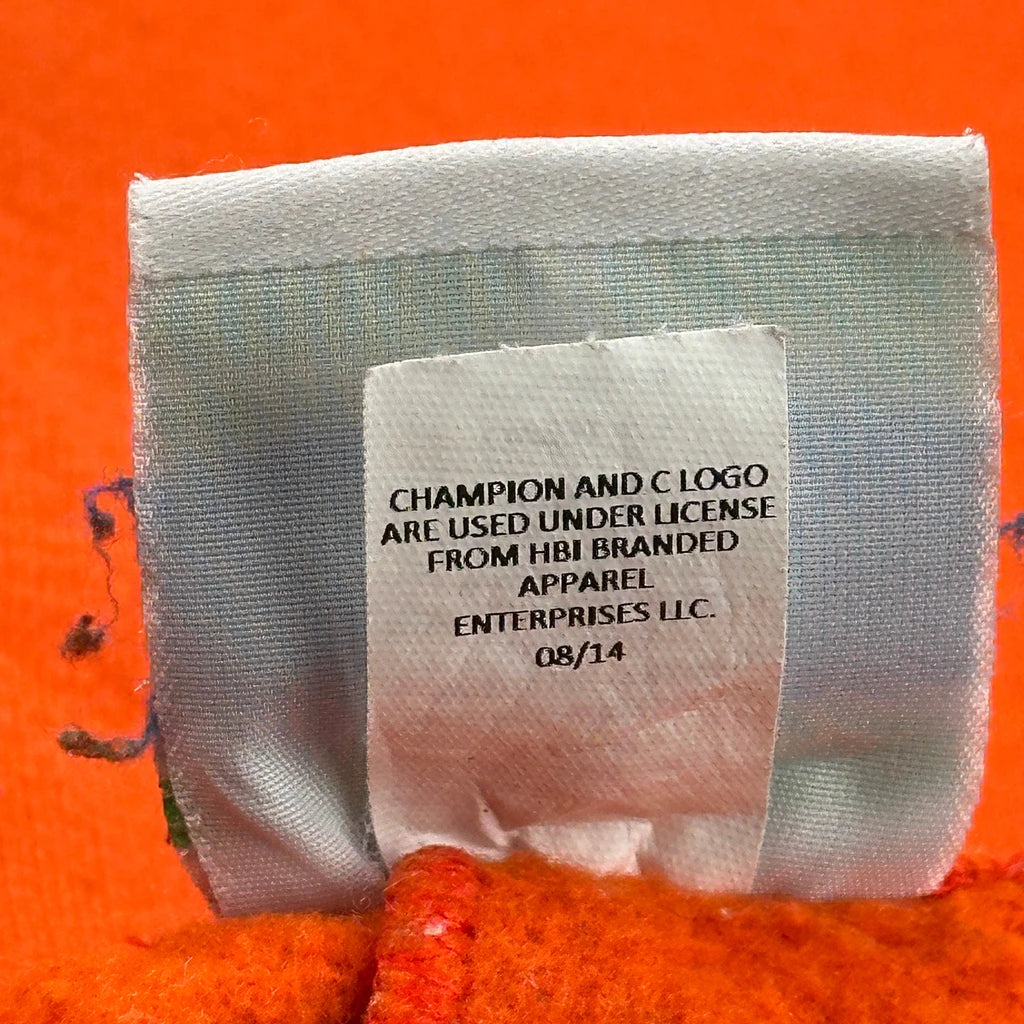 CHAMPION AND C LOGO
ARE USED UNDER LICENSE
FROM HBI BRANDED
APPAREL
ENTERPRISES LLC.
08/14